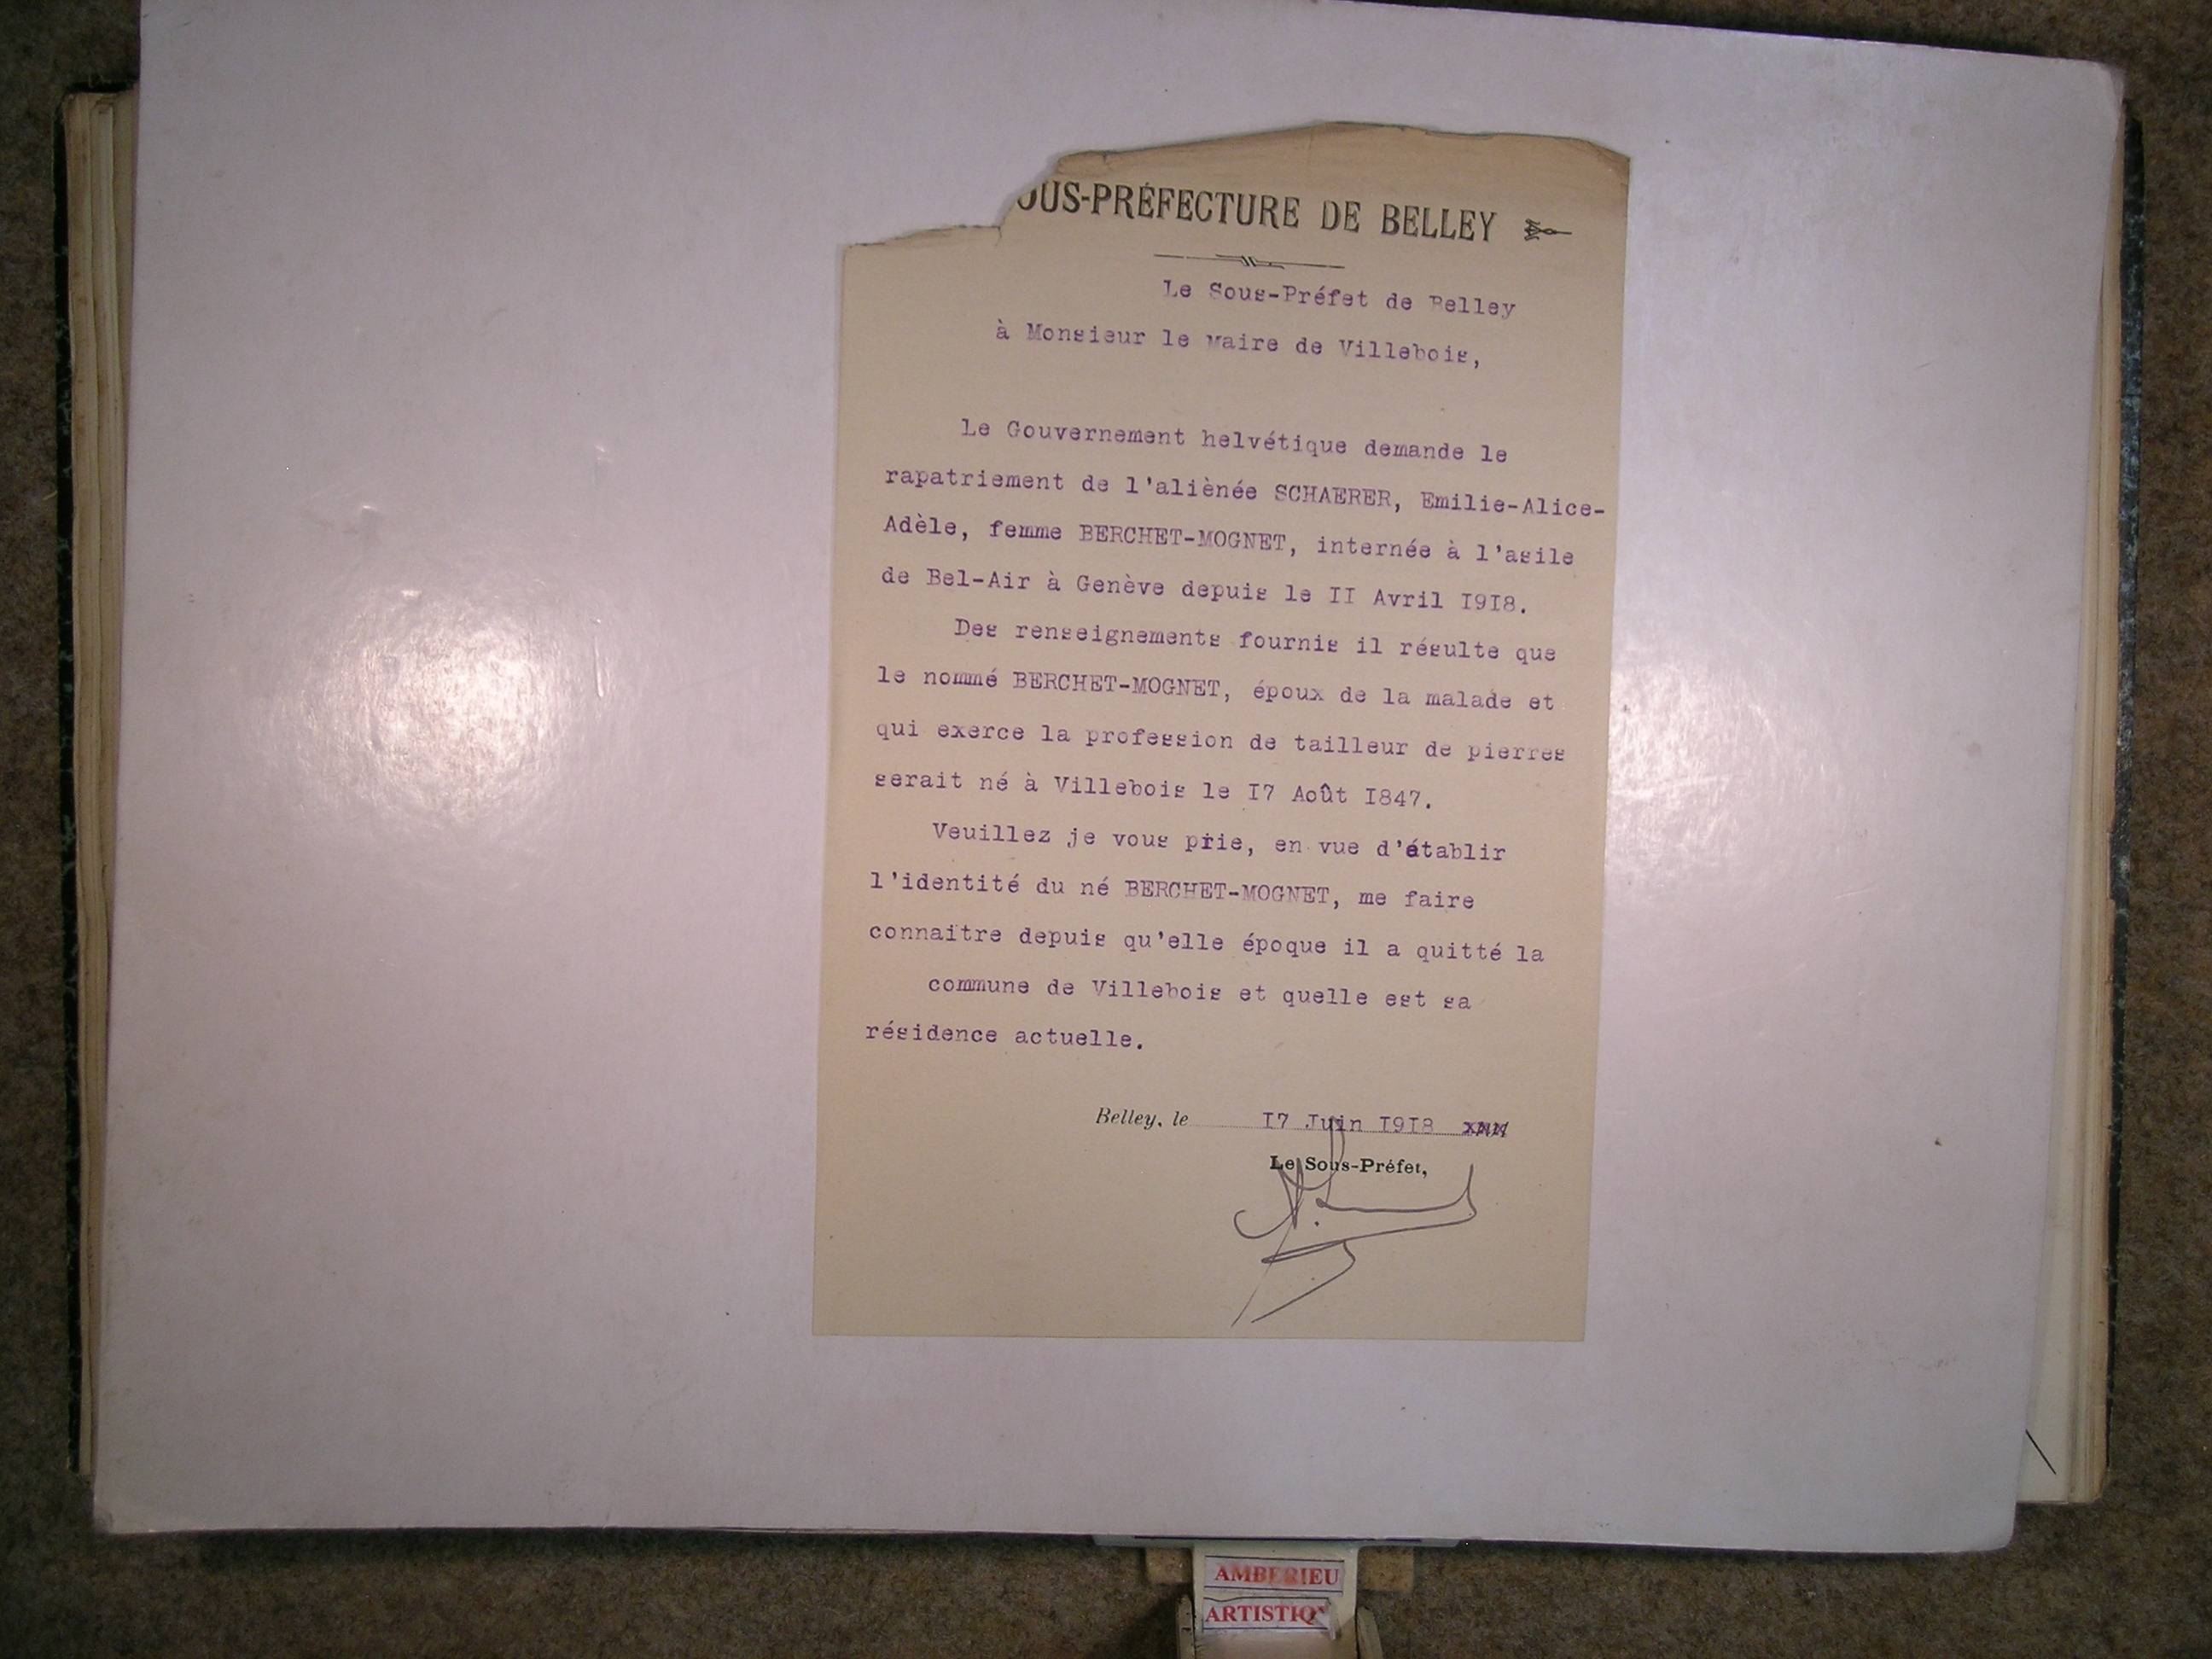 OUS-PRÉFECTURE DE BELLEY
Le Sous-Préfet de Belley
à Monsieur le Maire de Villebois,
Le Gouvernement helvétique demande le
rapatriement de l'aliènée SCHAERER, Emilie-Alice-
Adèle, femme BERCHET-MOGNET, internée à l'asile
de Bel-Air à Genève depuis le II Avril I9I8.
Des renseignements fournis il résulte que
le nommé BERCHET-MOGNET, époux de la malade et
qui exerce la profession de tailleur de pierres
serait né à Villebois le I7 Août I847.
Veuillez je vous prie, en vue d'établir
l'identité du né BERCHET-MOGNET, me faire
connaitre depuis qu'elle époque il a quitté la
commune de Villebois et quelle est sa
résidence actuelle.
Belley, le I7 Juin I9I8
Le Sous-Préfet,
AMBERIEU
ARTISTIQ